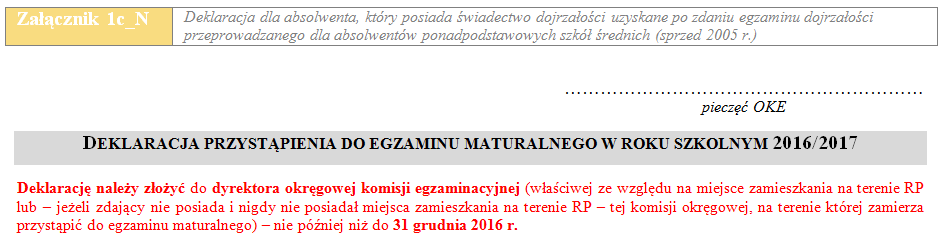 Załącznik 1c_N
Deklaracja dla absolwenta, który posiada świadectwo dojrzałości uzyskane po zdaniu egzaminu dojrzałości
przeprowadzanego dla absolwentów ponadpodstawowych szkół średnich (sprzed 2005 r.)
……………………………………………………
pieczęć OKE
DEKLARACJA PRZYSTĄPIENIA DO EGZAMINU MATURALNEGO W ROKU SZKOLNYM 2016/2017
Deklarację należy złożyć do dyrektora okręgowej komisji egzaminacyjnej (właściwej ze względu na miejsce zamieszkania na terenie RP
lub – jeżeli zdający nie posiada i nigdy nie posiadał miejsca zamieszkania na terenie RP – tej komisji okręgowej, na terenie której zamierza
przystąpić do egzaminu maturalnego) – nie później niż do 31 grudnia 2016 r.